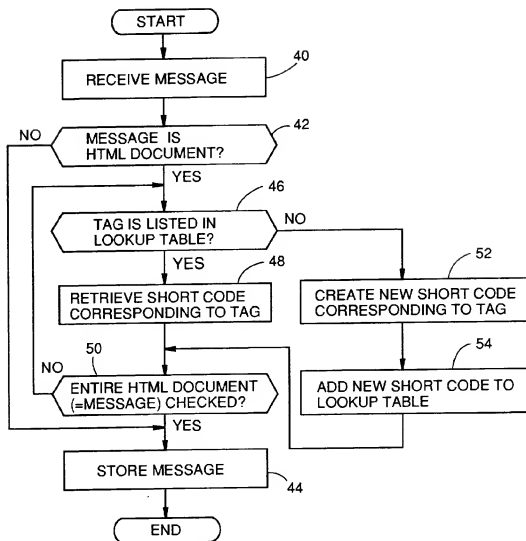 START
RECEIVE MESSAGE
40
MESSAGE IS
HTML DOCUMENT?
42
NO
YES
46
TAG IS LISTED IN
LOOKUP TABLE?
NO
YES
48
RETRIEVE SHORT CODE
CORRESPONDING TO TAG
52
CREATE NEW SHORT CODE
CORRESPONDING TO TAG
50
NO
ENTIRE HTML DOCUMENT
(=MESSAGE) CHECKED?
54
ADD NEW SHORT CODE TO
LOOKUP TABLE
YES
STORE MESSAGE
44
END